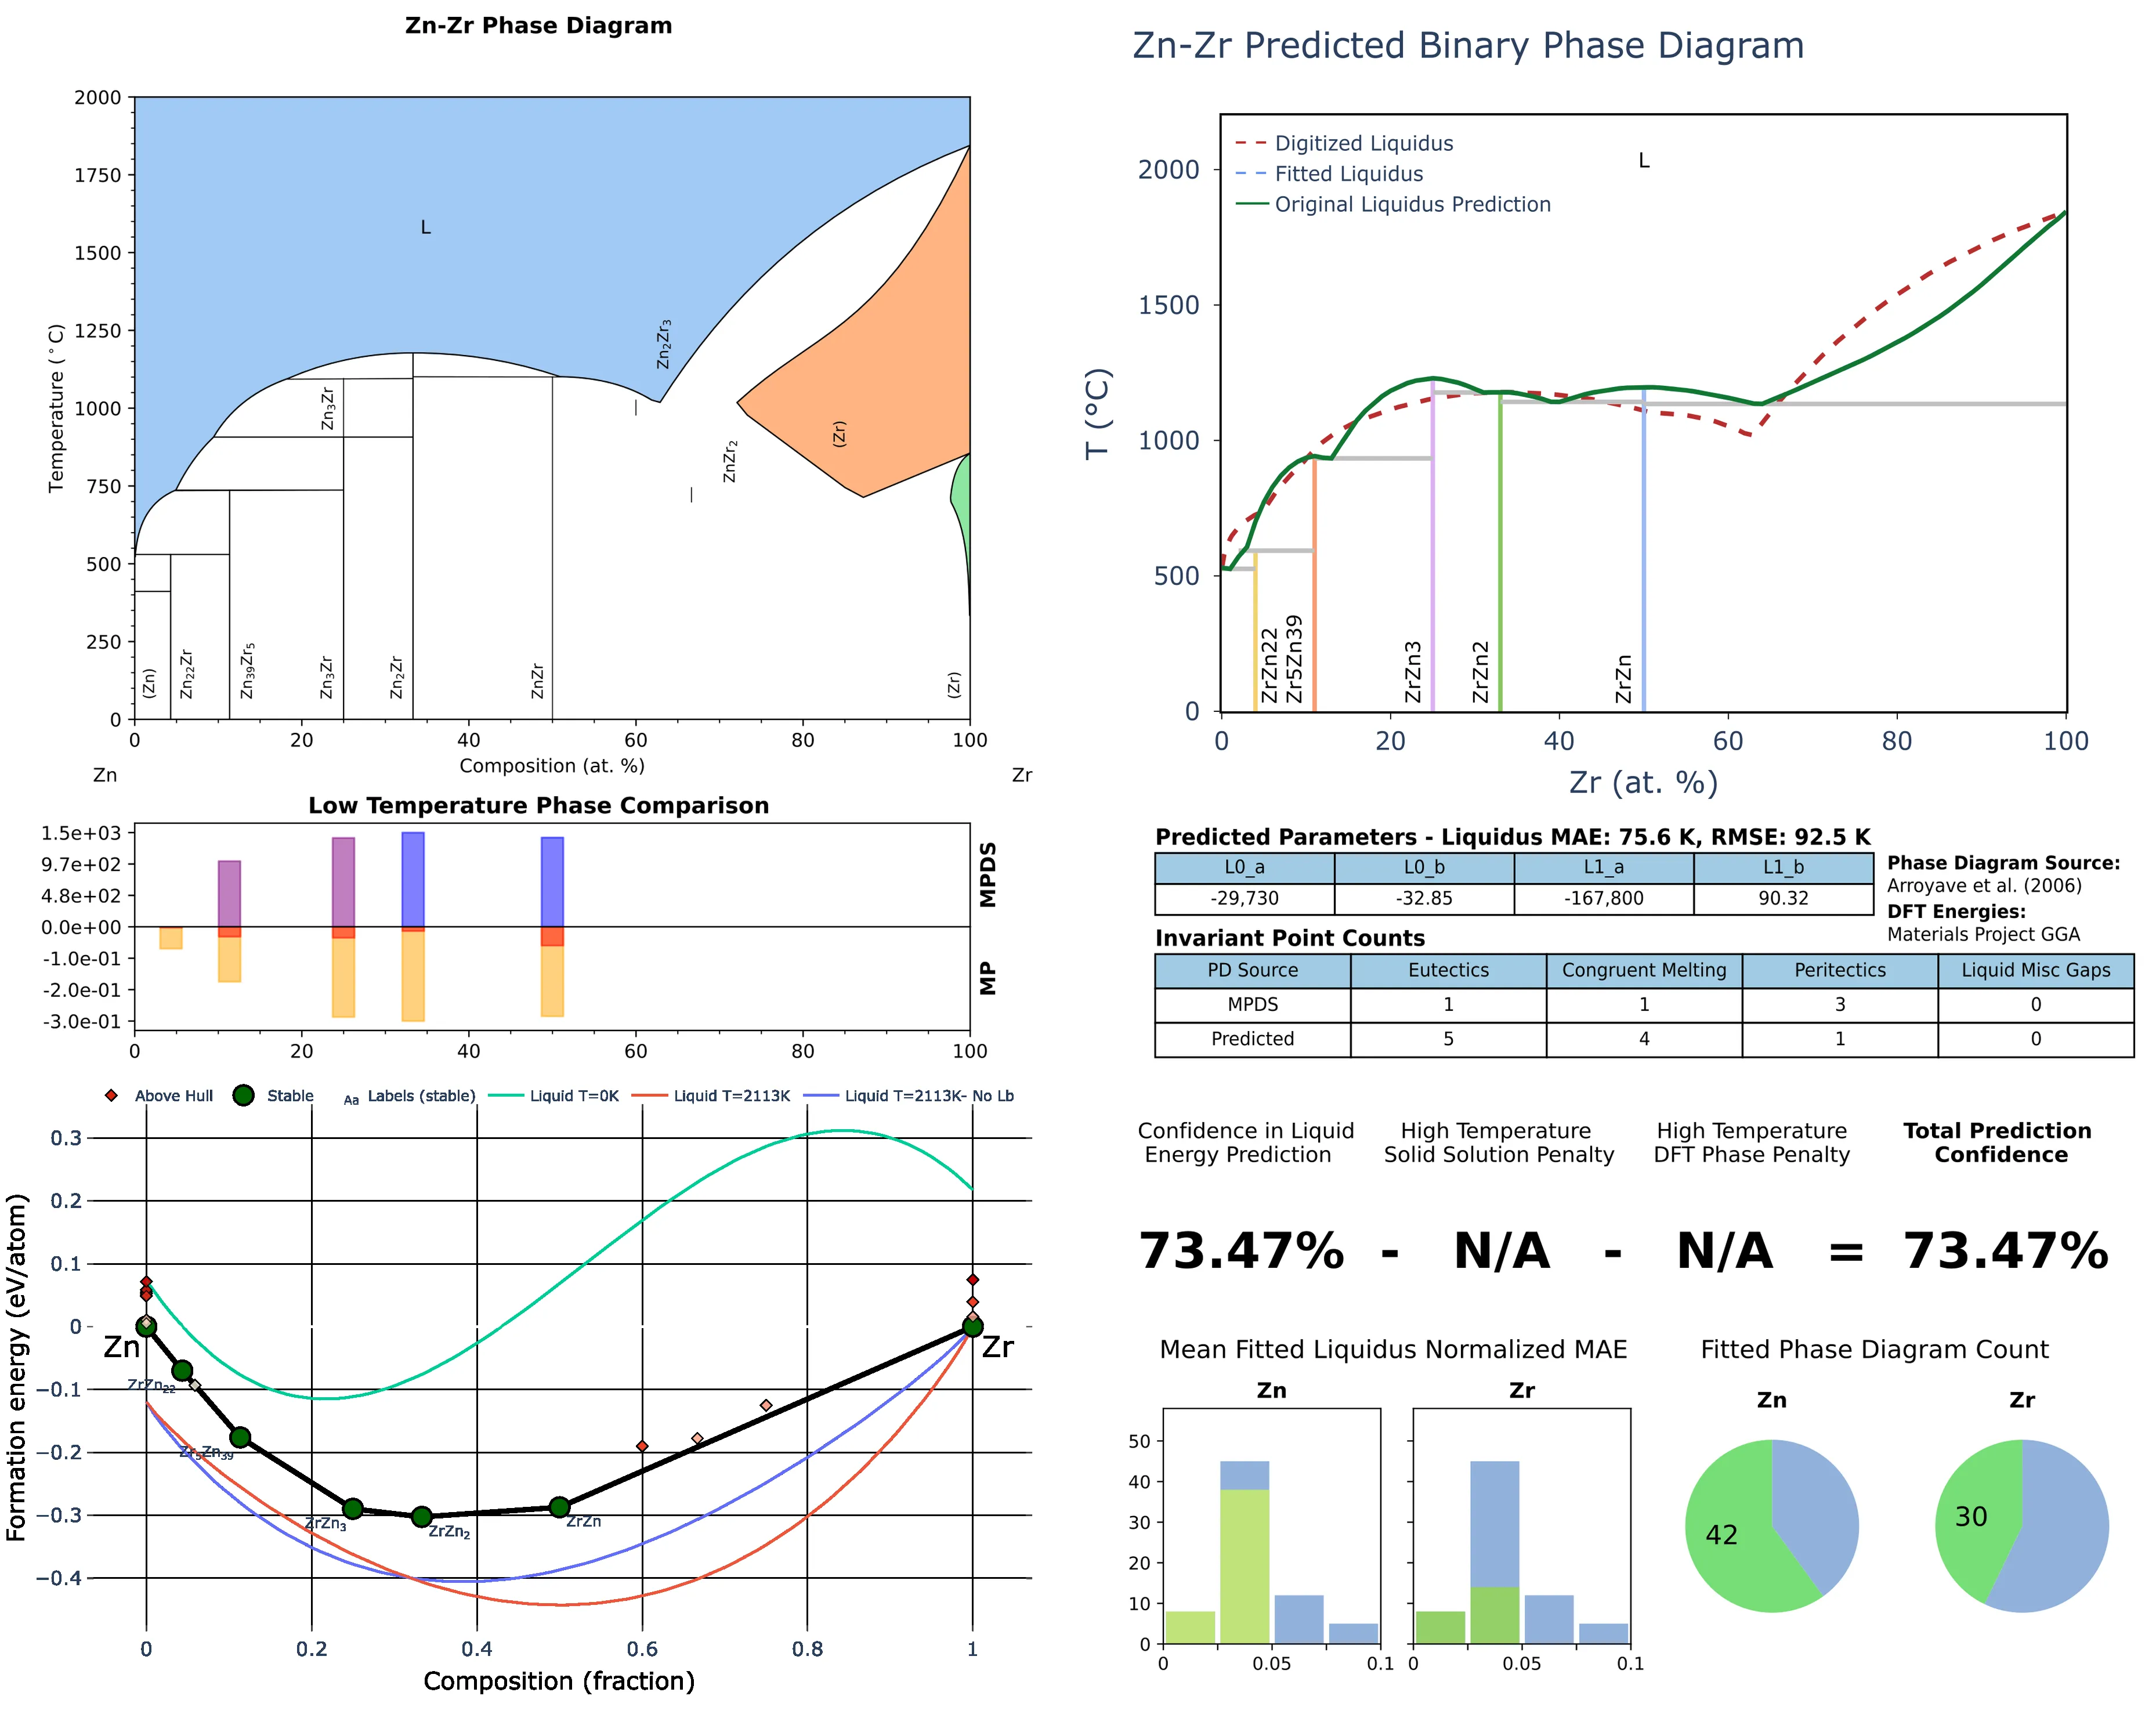 Zn-Zr Phase Diagram
2000
1750
1500
1250
1000
750
500
250
0
Temperature (°C)
L
Zn₂Zr₃
Zn₃Zr
ZnZr₂
(Zr)
(Zn)
Zn₂₂Zr
Zn₃₉Zr₅
Zn₃Zr
Zn₂Zr
ZnZr
(Zr)
0 20 40 60 80 100
Composition (at. %)
Zn Zr
Zn-Zr Predicted Binary Phase Diagram
Digitized Liquidus
Fitted Liquidus
Original Liquidus Prediction
L
2000
1500
1000
500
0
T (°C)
ZrZn22
Zr5Zn39
ZrZn3
ZrZn2
ZrZn
0 20 40 60 80 100
Zr (at. %)
Low Temperature Phase Comparison
1.5e+03
9.7e+02
4.8e+02
0.0e+00
-1.0e-01
-2.0e-01
-3.0e-01
MPDS
MP
0 20 40 60 80 100
Predicted Parameters - Liquidus MAE: 75.6 K, RMSE: 92.5 K
L0_a L0_b L1_a L1_b
-29,730 -32.85 -167,800 90.32
Phase Diagram Source:
Arroyave et al. (2006)
DFT Energies:
Materials Project GGA
Invariant Point Counts
PD Source Eutectics Congruent Melting Peritectics Liquid Misc Gaps
MPDS 1 1 3 0
Predicted 5 4 1 0
Above Hull Stable Aa Labels (stable) Liquid T=0K Liquid T=2113K Liquid T=2113K- No Lb
0.3
0.2
0.1
0
−0.1
−0.2
−0.3
−0.4
Formation energy (eV/atom)
Zn
Zr
ZrZn₂₂
Zr₅Zn₃₉
ZrZn₃
ZrZn₂
ZrZn
0 0.2 0.4 0.6 0.8 1
Composition (fraction)
Confidence in Liquid
Energy Prediction
High Temperature
Solid Solution Penalty
High Temperature
DFT Phase Penalty
Total Prediction
Confidence
73.47% - N/A - N/A = 73.47%
Mean Fitted Liquidus Normalized MAE
Zn Zr
50
40
30
20
10
0
0 0.05 0.1
0 0.05 0.1
Fitted Phase Diagram Count
Zn Zr
42 30